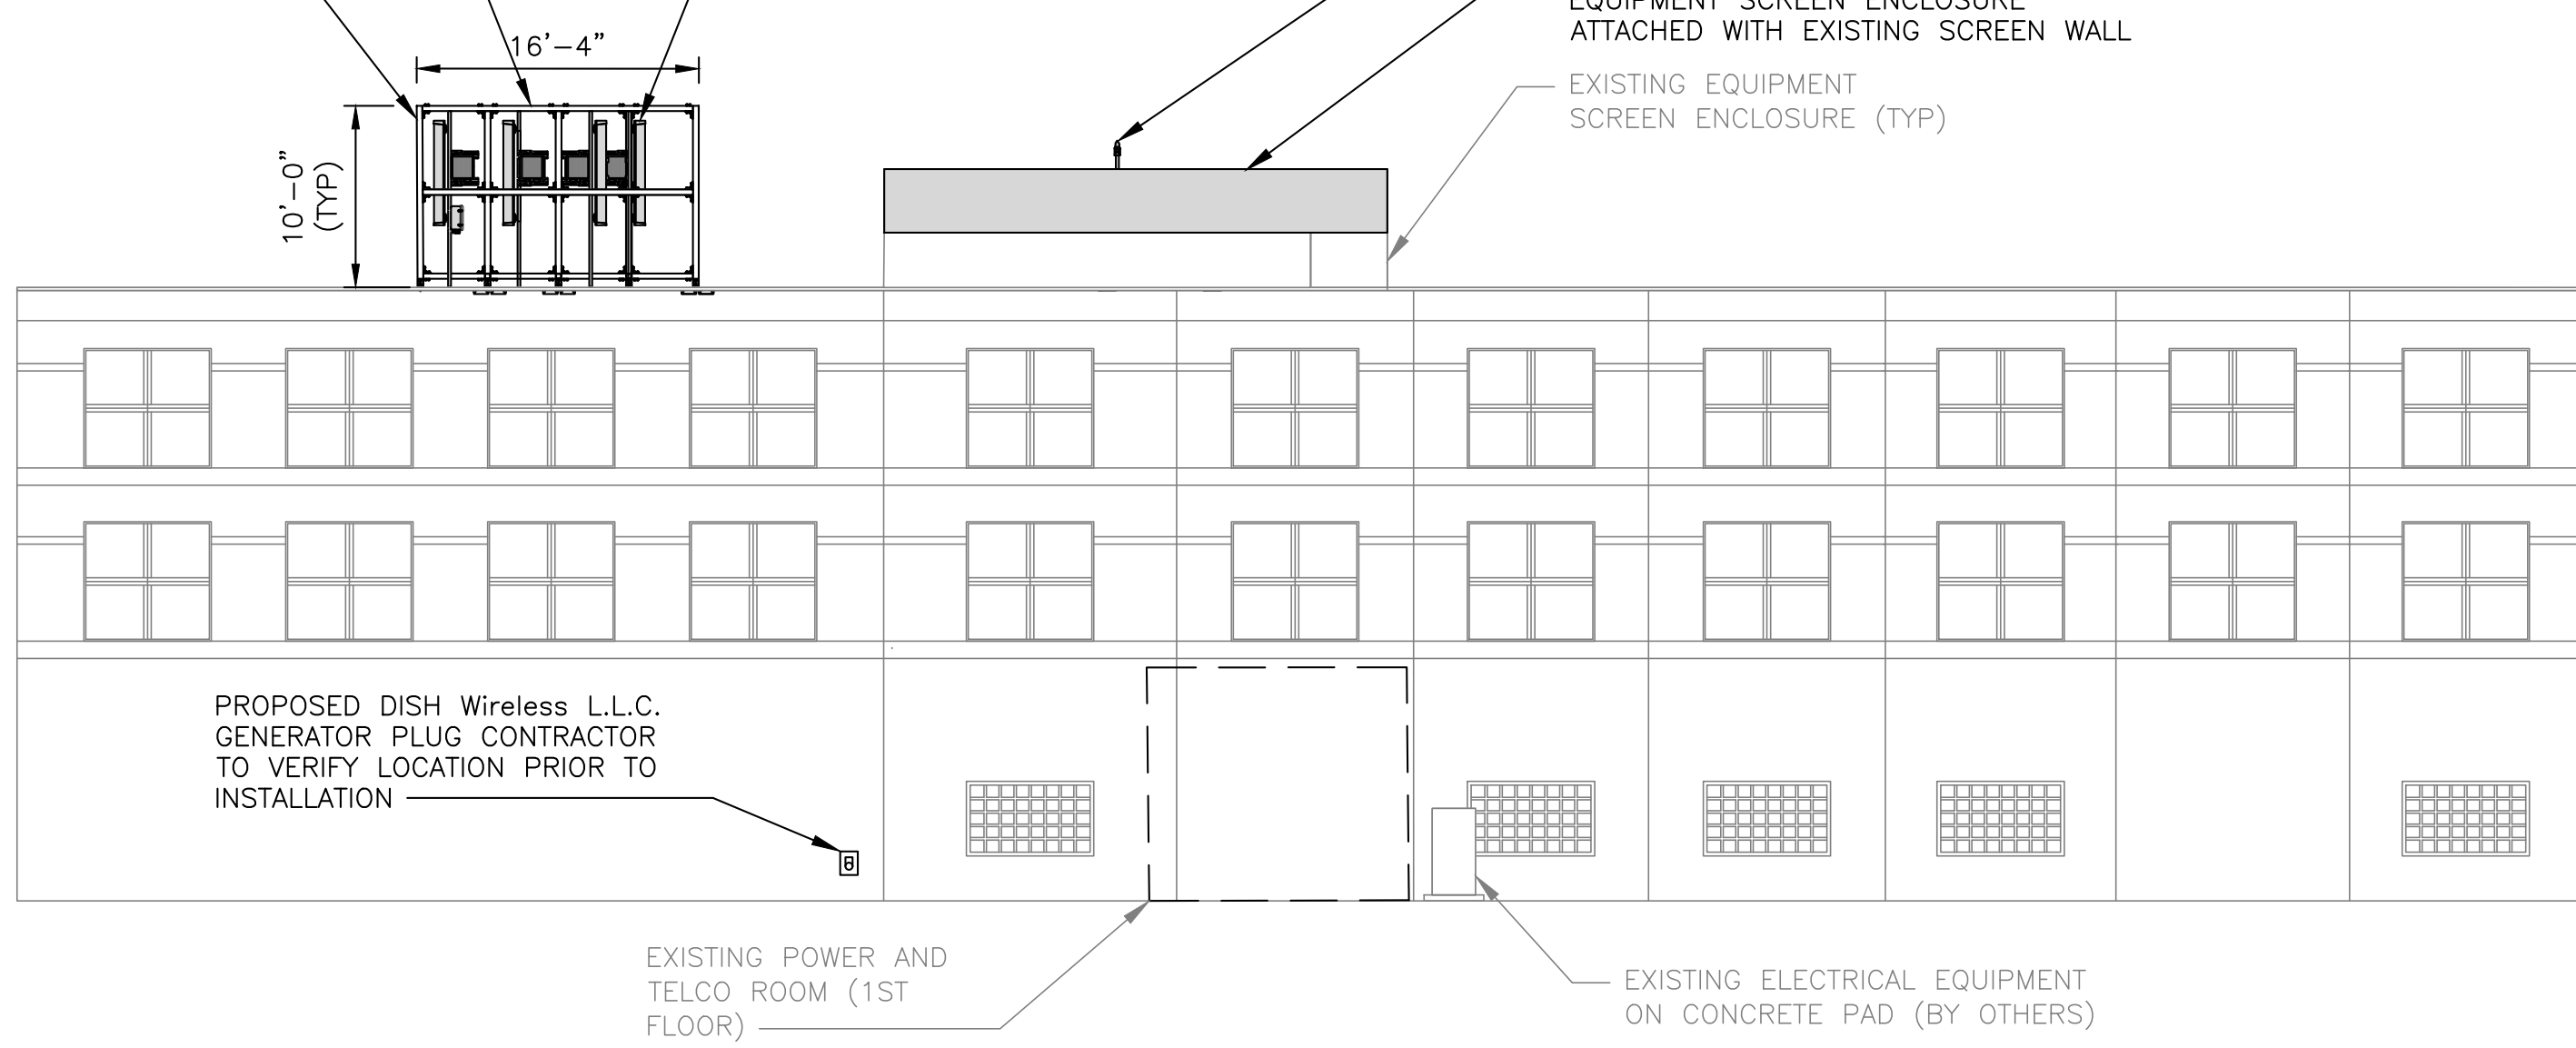 EQUIPMENT SCREEN ENCLOSURE
ATTACHED WITH EXISTING SCREEN WALL
16'-4"
EXISTING EQUIPMENT
SCREEN ENCLOSURE (TYP)
10'-0"
(TYP)
PROPOSED DISH Wireless L.L.C.
GENERATOR PLUG CONTRACTOR
TO VERIFY LOCATION PRIOR TO
INSTALLATION
EXISTING POWER AND
TELCO ROOM (1ST
FLOOR)
EXISTING ELECTRICAL EQUIPMENT
ON CONCRETE PAD (BY OTHERS)